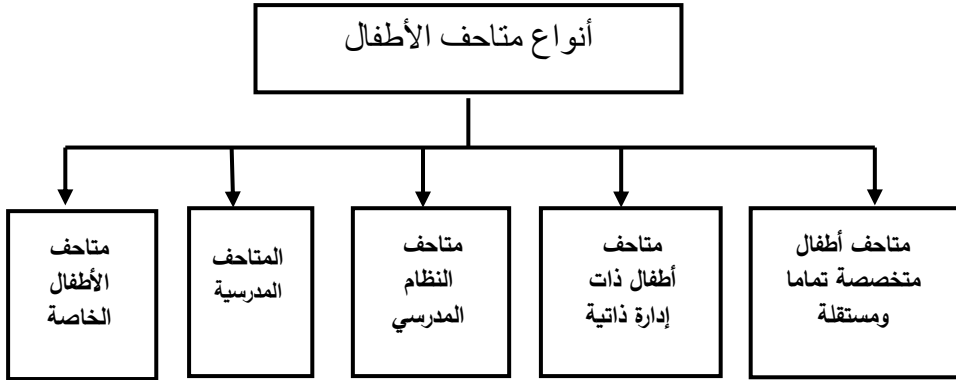 أنواع متاحف الأطفال
متاحف أطفال
متخصصة تماما
ومستقلة
متاحف
أطفال ذات
إدارة ذاتية
متاحف
النظام
المدرسي
المتاحف
المدرسية
متاحف
الأطفال
الخاصة